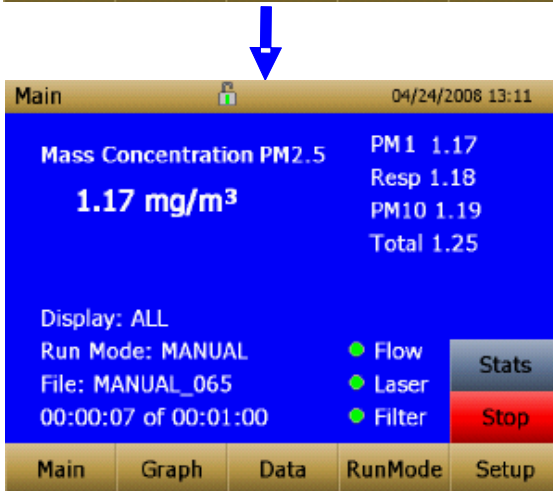 Main 04/24/2008 13:11
Mass Concentration PM2.5
1.17 mg/m³
PM1 1.17
Resp 1.18
PM10 1.19
Total 1.25
Display: ALL
Run Mode: MANUAL
File: MANUAL_065
00:00:07 of 00:01:00
Flow
Laser
Filter
Stats
Stop
Main Graph Data RunMode Setup